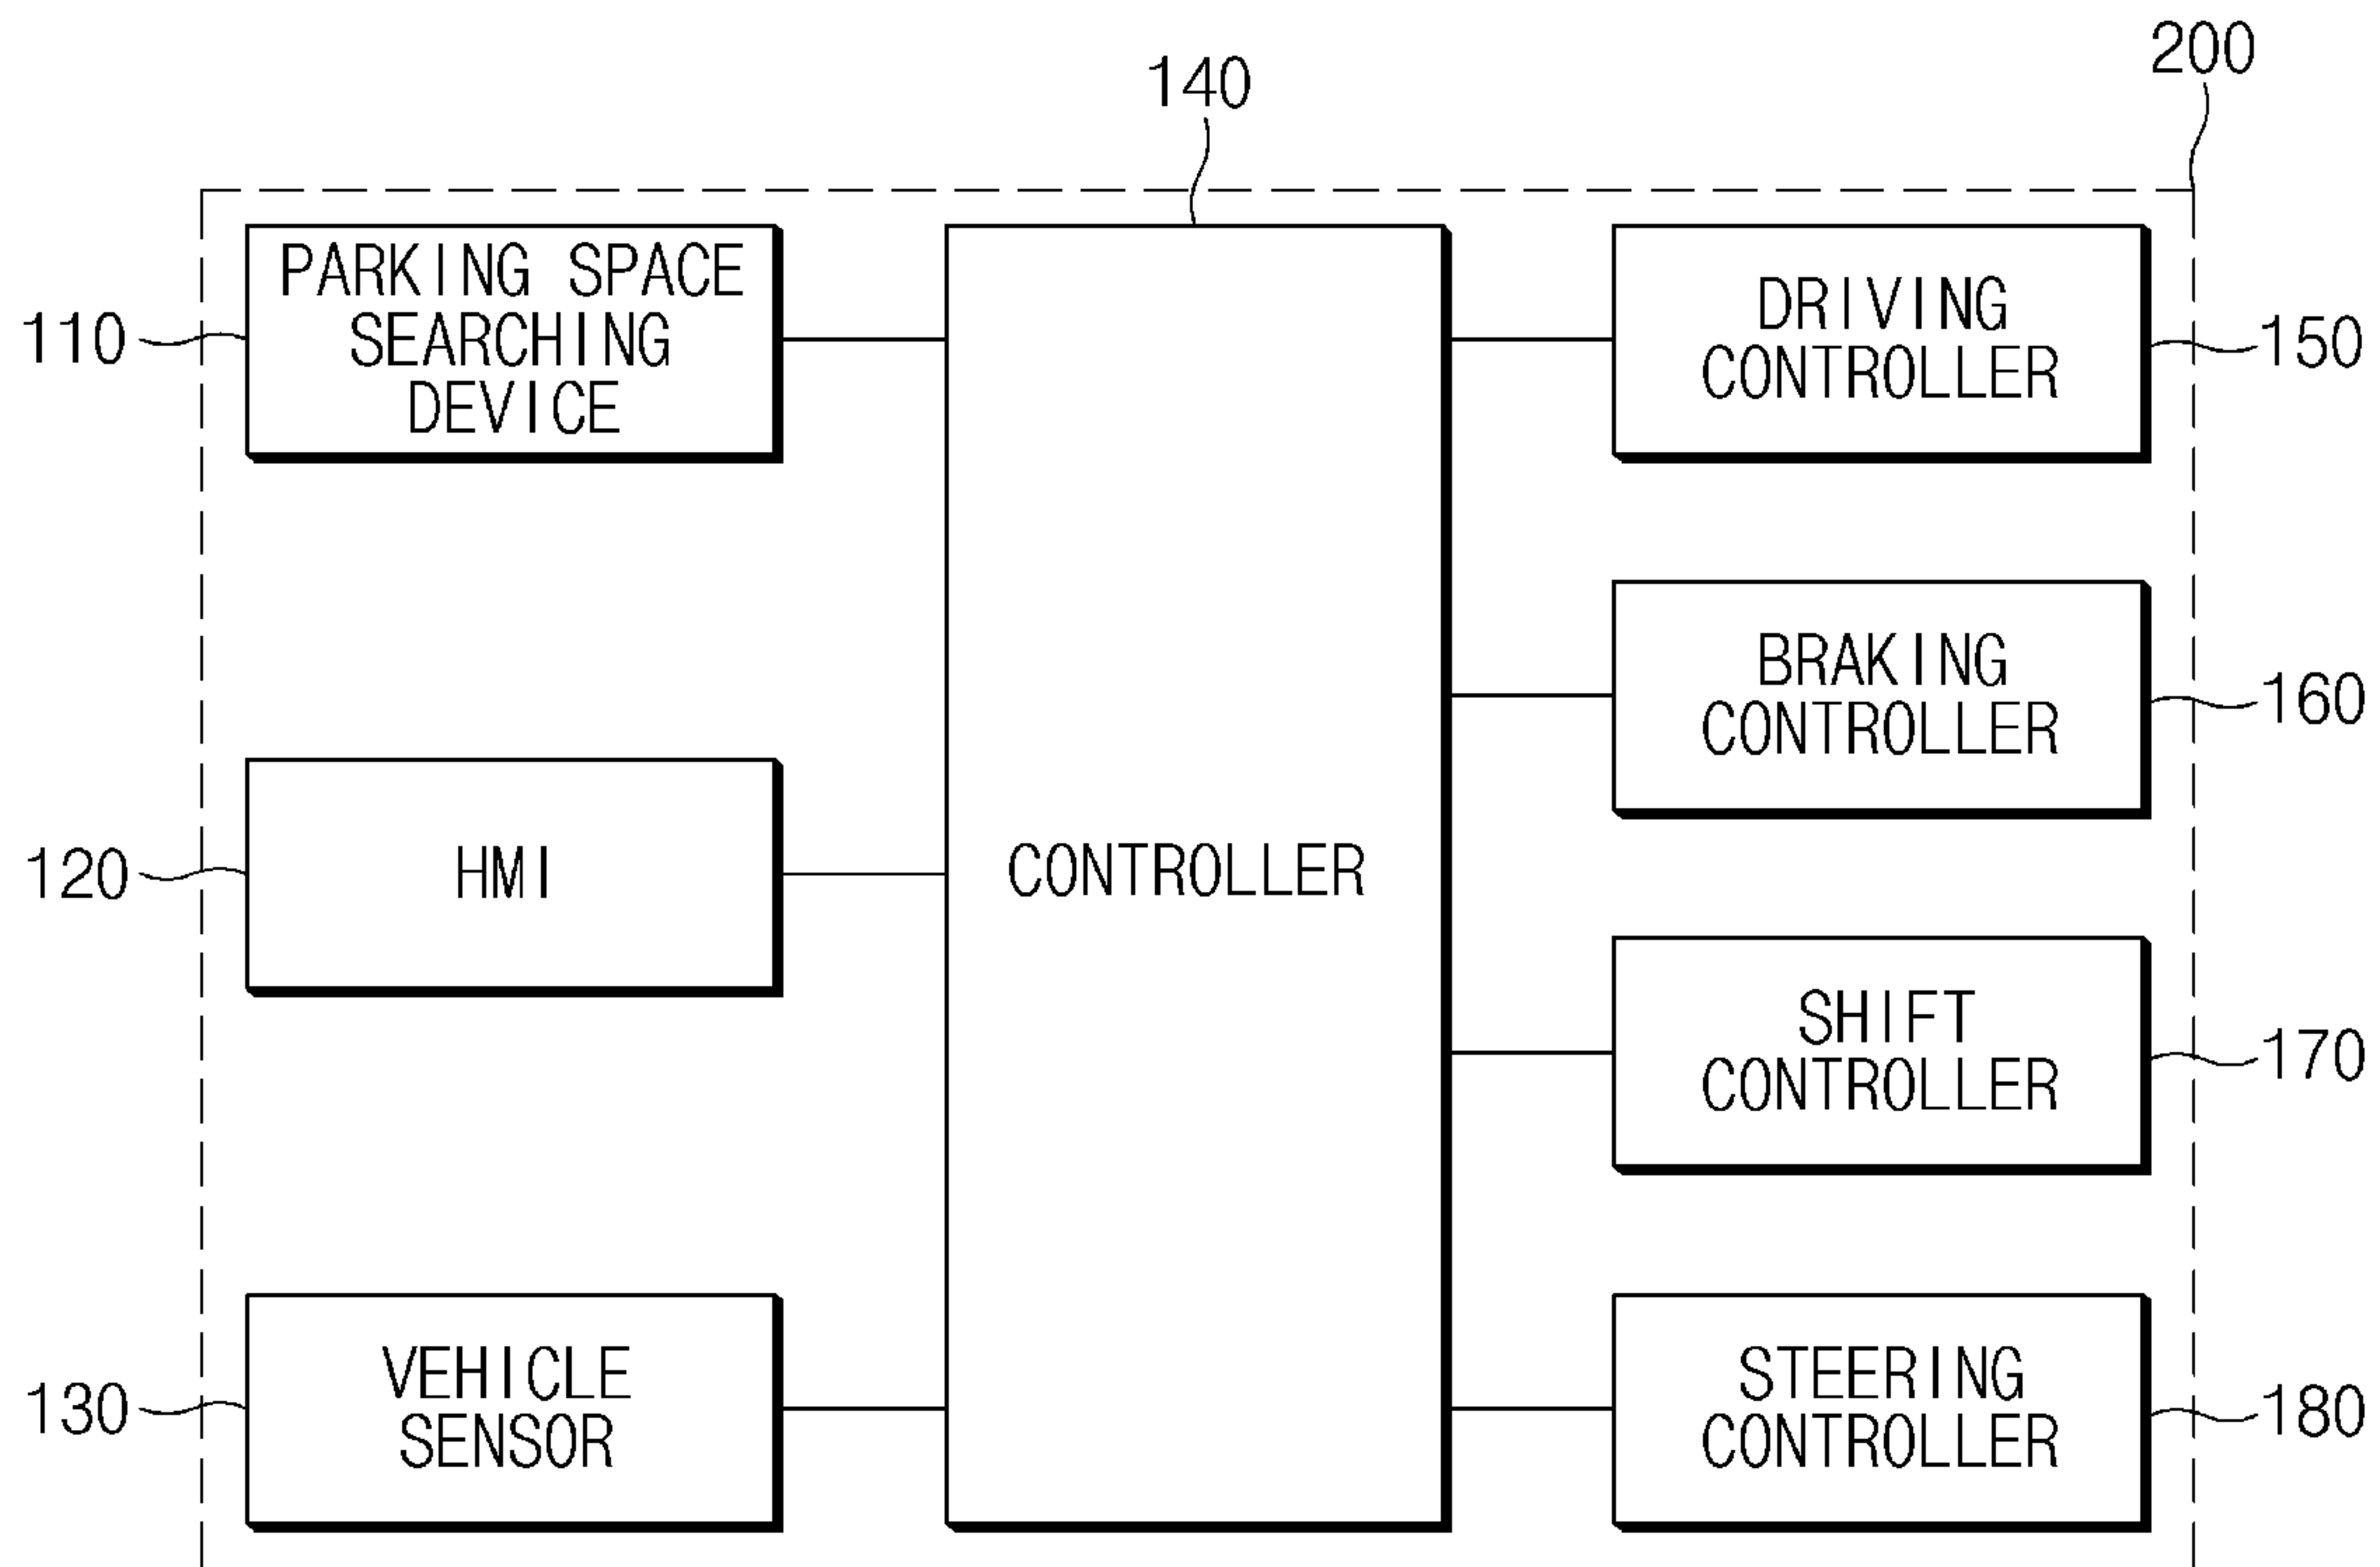 200
140
110
PARKING SPACE
SEARCHING
DEVICE
DRIVING
CONTROLLER
150
BRAKING
CONTROLLER
160
120
HMI
CONTROLLER
SHIFT
CONTROLLER
170
130
VEHICLE
SENSOR
STEERING
CONTROLLER
180